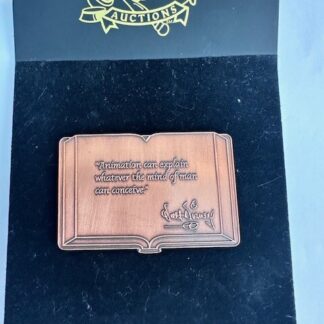 AUCTIONS
"Animation can explain
whatever the mind of man
can conceive"
Walt Disney